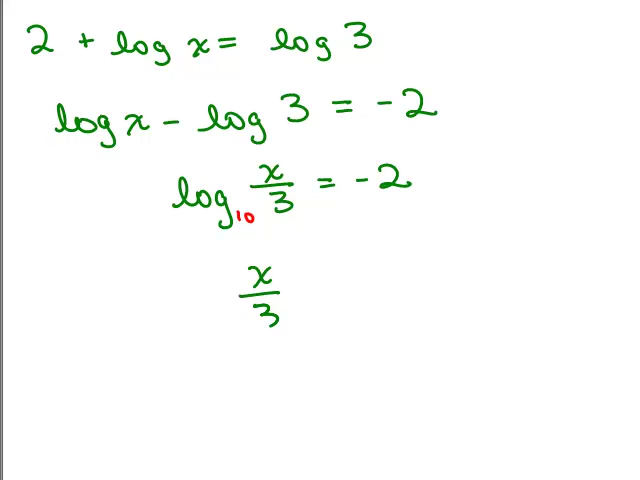 2 + log x = log 3
log x - log 3 = -2
log₁₀ x/3 = -2
x/3